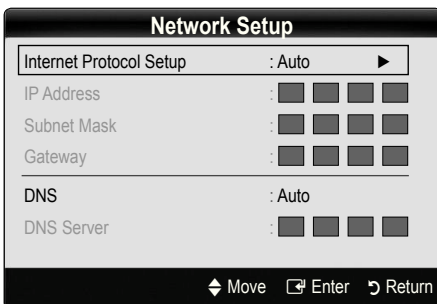 Network Setup
Internet Protocol Setup : Auto ►
IP Address :
Subnet Mask :
Gateway :
DNS : Auto
DNS Server :
Move Enter Return